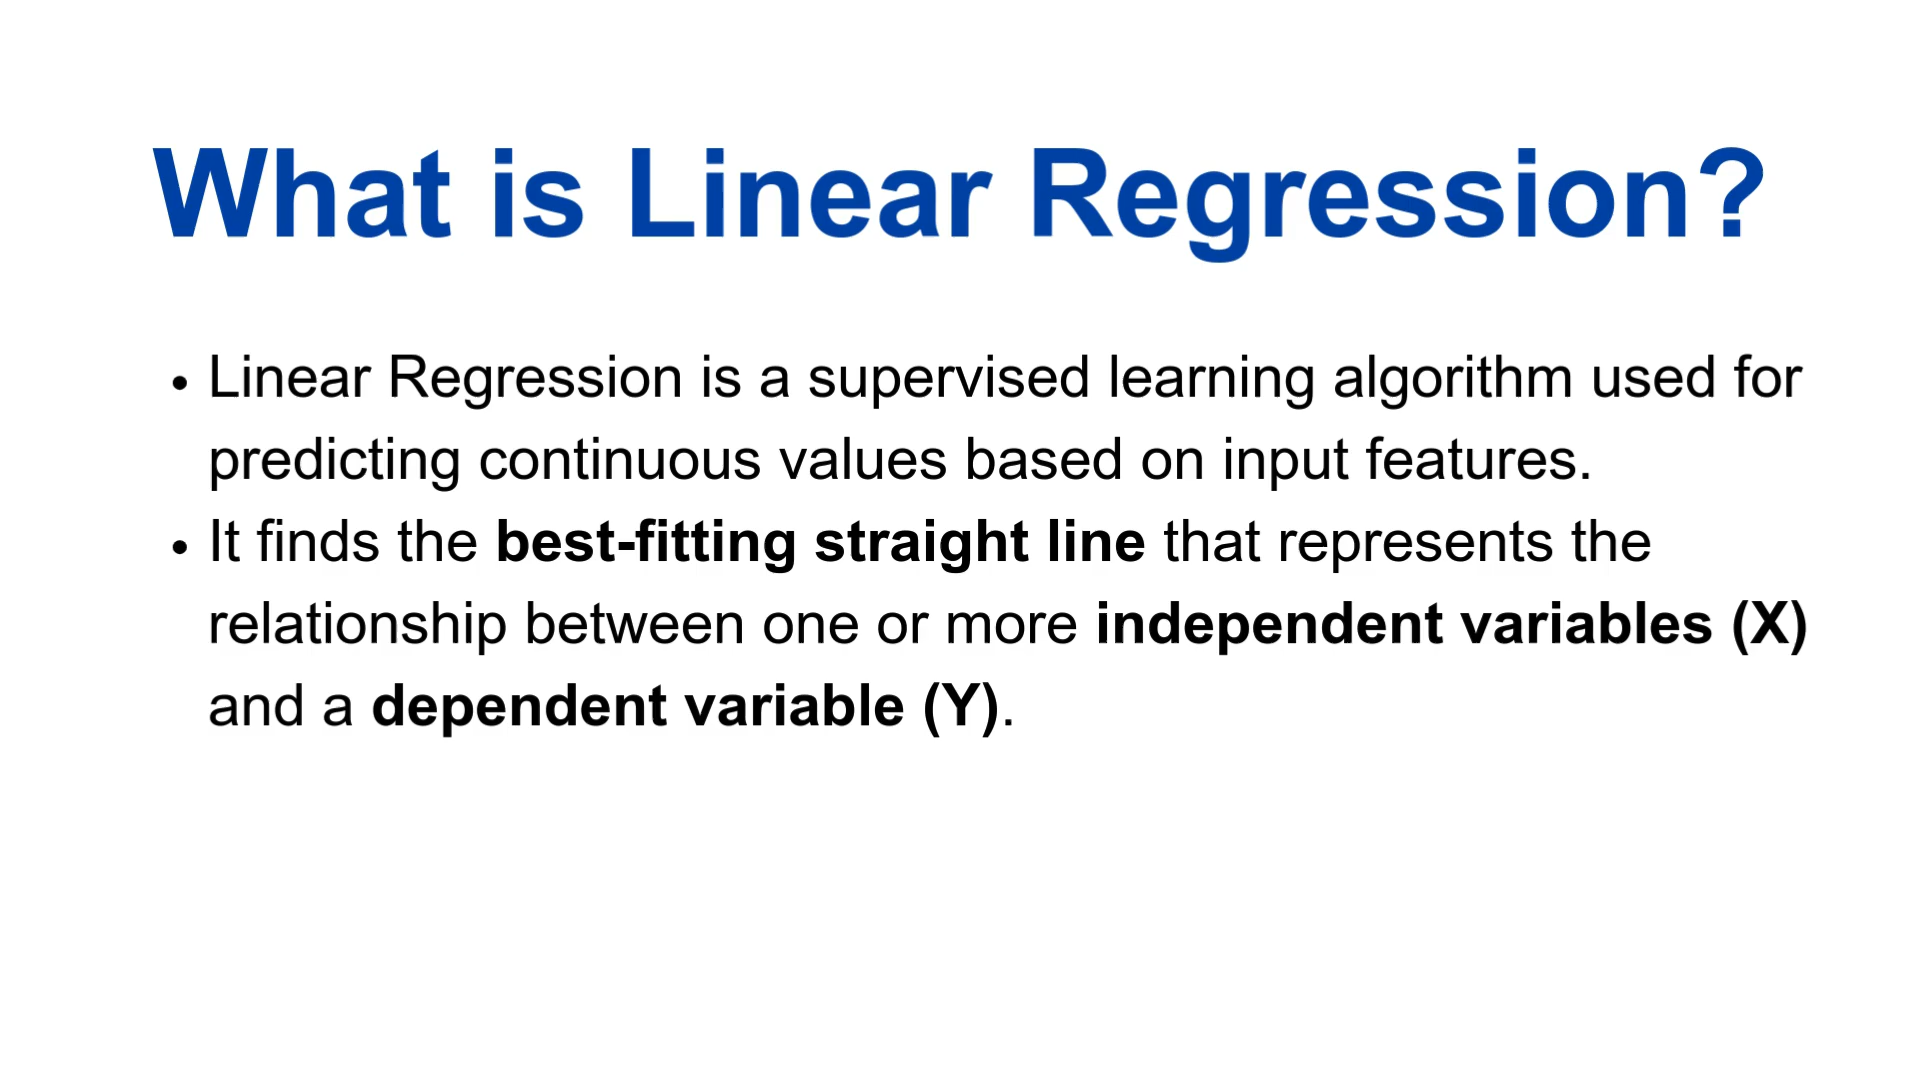 What is Linear Regression?
• Linear Regression is a supervised learning algorithm used for
predicting continuous values based on input features.
• It finds the best-fitting straight line that represents the
relationship between one or more independent variables (X)
and a dependent variable (Y).